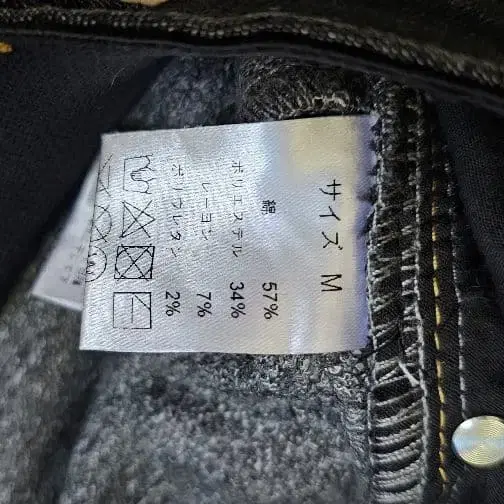 サイズ M
綿 57%
ポリエステル 34%
レーヨン 7%
ポリウレタン 2%